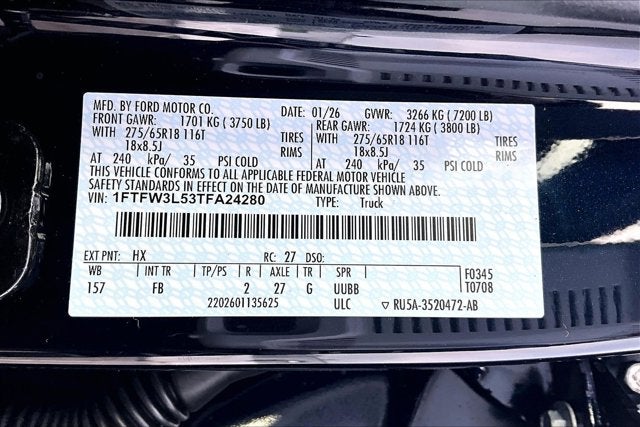 MFD. BY FORD MOTOR CO. DATE: 01/26 GVWR: 3266 KG ( 7200 LB)
FRONT GAWR: 1701 KG ( 3750 LB) REAR GAWR: 1724 KG ( 3800 LB)
WITH 275/65R18 116T TIRES WITH 275/65R18 116T TIRES
18x8.5J RIMS 18x8.5J RIMS
AT 240 kPa/ 35 PSI COLD AT 240 kPa/ 35 PSI COLD
THIS VEHICLE CONFORMS TO ALL APPLICABLE FEDERAL MOTOR VEHICLE
SAFETY STANDARDS IN EFFECT ON THE DATE OF MANUFACTURE SHOWN ABOVE.
VIN: 1FTFW3L53TFA24280 TYPE: Truck
EXT PNT: HX RC: 27 DSO:
WB INT TR TP/PS R AXLE TR SPR F0345
157 FB 2 27 G UUBB T0708
2202601135625 ULC ▽ RU5A-3520472-AB